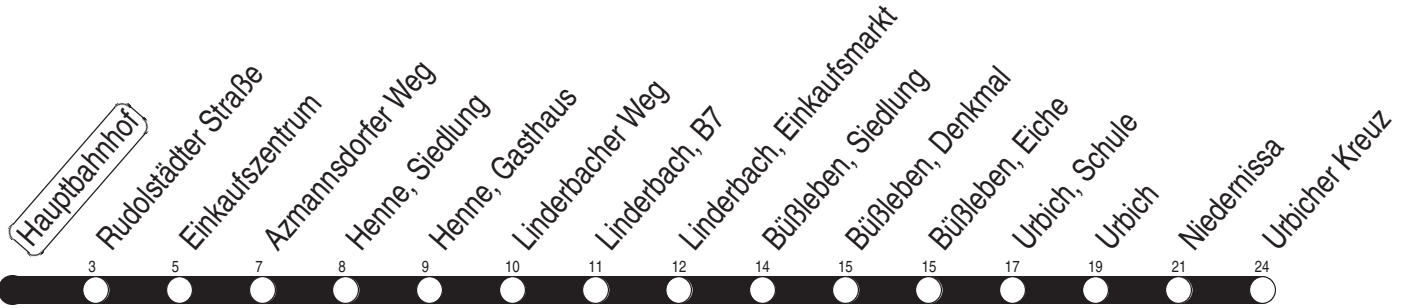 Hauptbahnhof
Rudolstädter Straße
Einkaufszentrum
Azmannsdorfer Weg
Henne, Siedlung
Henne, Gasthaus
Linderbacher Weg
Linderbach, B7
Linderbach, Einkaufsmarkt
Büßleben, Siedlung
Büßleben, Denkmal
Büßleben, Eiche
Urbich, Schule
Urbich
Niedernissa
Urbicher Kreuz
3 5 7 8 9 10 11 12 14 15 15 17 19 21 24